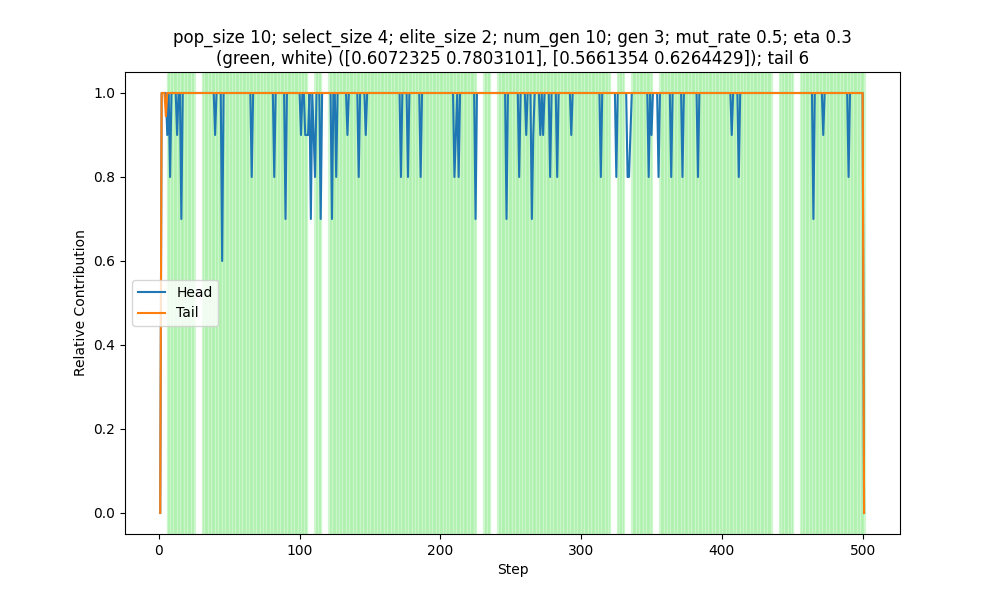 pop_size 10; select_size 4; elite_size 2; num_gen 10; gen 3; mut_rate 0.5; eta 0.3
(green, white) ([0.6072325 0.7803101], [0.5661354 0.6264429]); tail 6
1.0
0.8
0.6
0.4
0.2
0.0
Relative Contribution
Head
Tail
0
100
200
300
400
500
Step